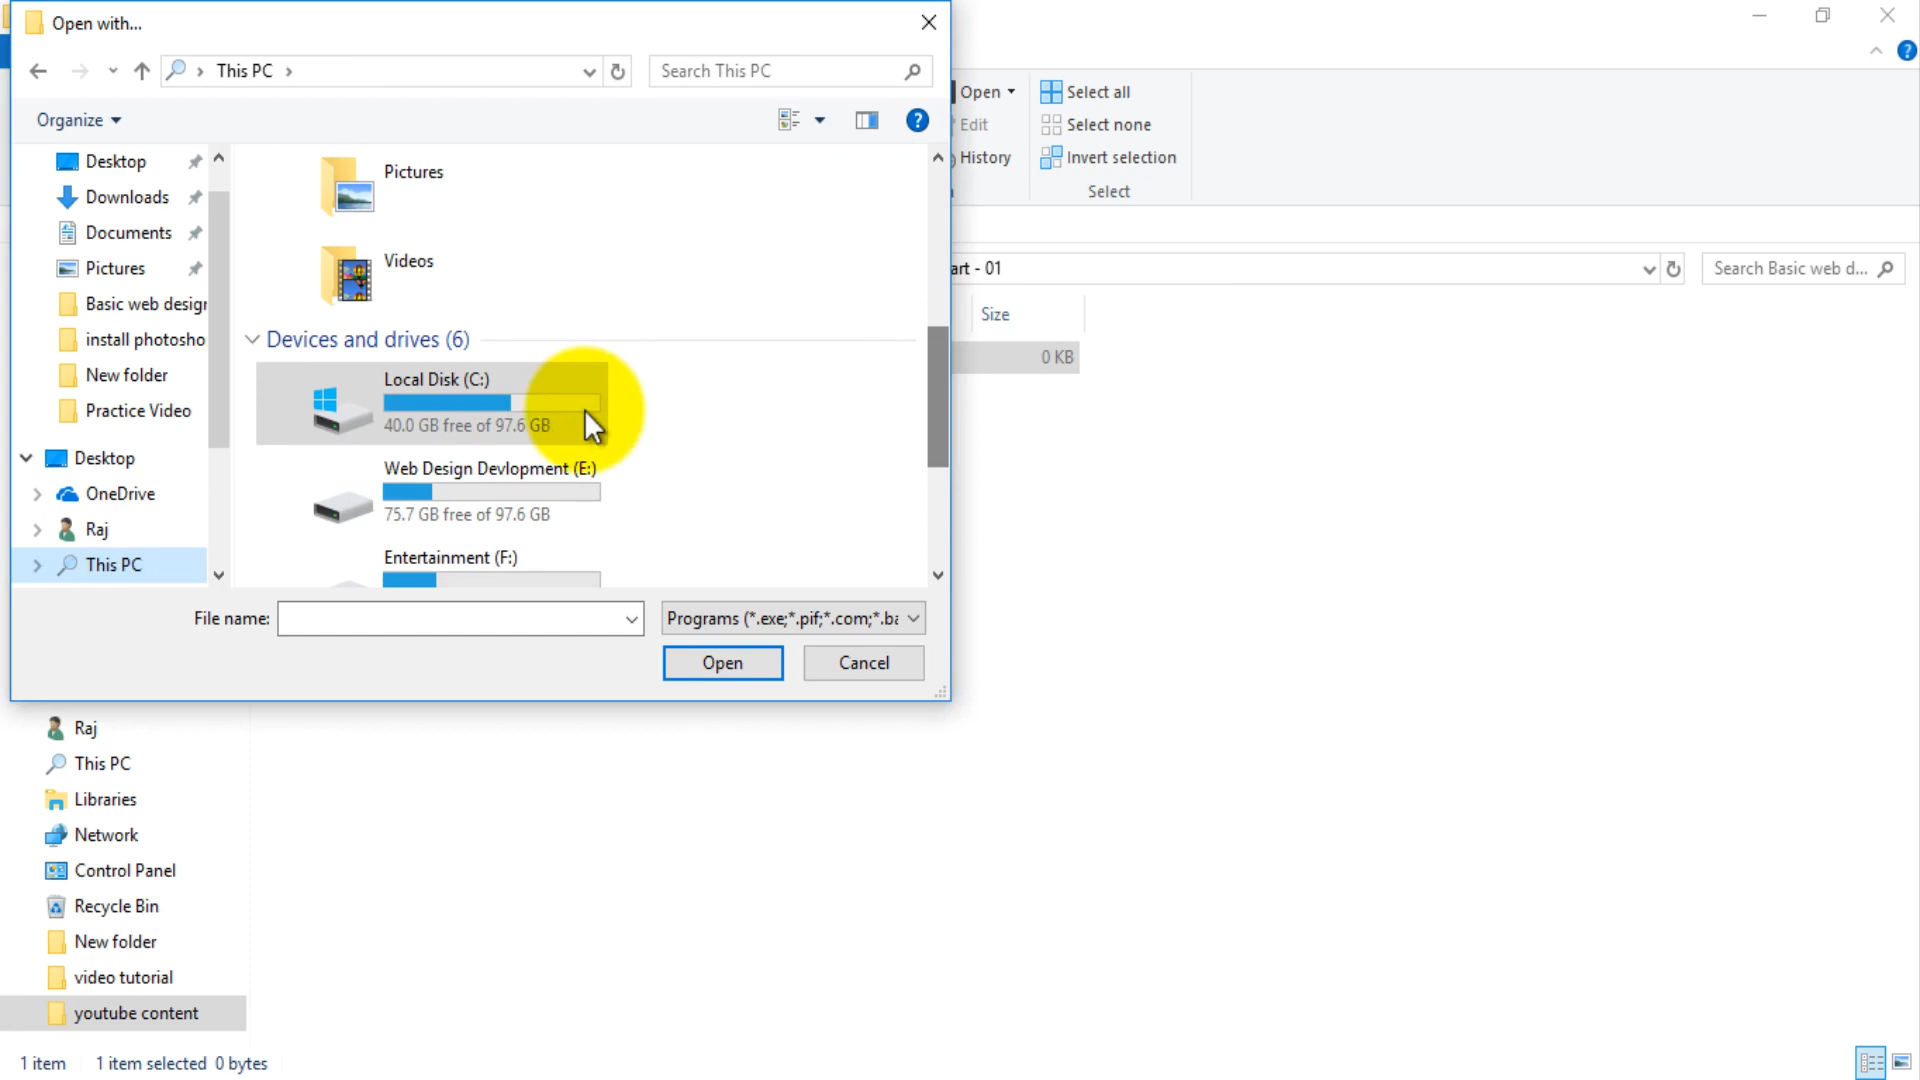 Open with...
This PC
Search This PC
Organize
Desktop
Downloads
Documents
Pictures
Basic web desig
install photosho
New folder
Practice Video
Desktop
OneDrive
Raj
This PC
Pictures
Videos
Devices and drives (6)
Local Disk (C:)
40.0 GB free of 97.6 GB
Web Design Devlopment (E:)
75.7 GB free of 97.6 GB
Entertainment (F:)
File name:
Programs (*.exe;*.pif;*.com;*.ba
Open
Cancel
Open
Edit
History
Select all
Select none
Invert selection
Select
art - 01
Search Basic web d...
Size
0 KB
Raj
This PC
Libraries
Network
Control Panel
Recycle Bin
New folder
video tutorial
youtube content
1 item
1 item selected 0 bytes